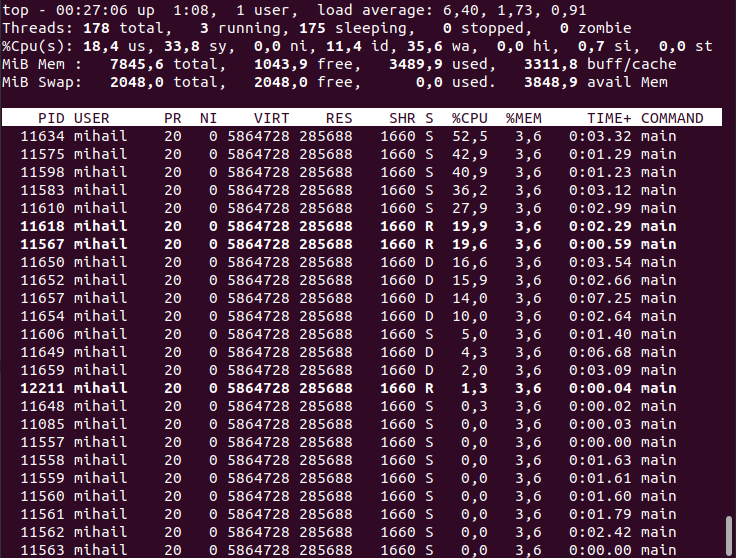 top - 00:27:06 up  1:08,  1 user,  load average: 6,40, 1,73, 0,91
Threads: 178 total,   3 running, 175 sleeping,   0 stopped,   0 zombie
%Cpu(s): 18,4 us, 33,8 sy,  0,0 ni, 11,4 id, 35,6 wa,  0,0 hi,  0,7 si,  0,0 st
MiB Mem :   7845,6 total,   1043,9 free,   3489,9 used,   3311,8 buff/cache
MiB Swap:   2048,0 total,   2048,0 free,      0,0 used.   3848,9 avail Mem
PID USER      PR  NI    VIRT    RES    SHR S  %CPU  %MEM     TIME+ COMMAND
11634 mihail    20   0 5864728 285688   1660 S  52,5   3,6   0:03.32 main
11575 mihail    20   0 5864728 285688   1660 S  42,9   3,6   0:01.29 main
11598 mihail    20   0 5864728 285688   1660 S  40,9   3,6   0:01.23 main
11583 mihail    20   0 5864728 285688   1660 S  36,2   3,6   0:03.12 main
11610 mihail    20   0 5864728 285688   1660 S  27,9   3,6   0:02.99 main
11618 mihail    20   0 5864728 285688   1660 R  19,9   3,6   0:02.29 main
11567 mihail    20   0 5864728 285688   1660 R  19,6   3,6   0:00.59 main
11650 mihail    20   0 5864728 285688   1660 D  16,6   3,6   0:03.54 main
11652 mihail    20   0 5864728 285688   1660 D  15,9   3,6   0:02.66 main
11657 mihail    20   0 5864728 285688   1660 D  14,0   3,6   0:07.25 main
11654 mihail    20   0 5864728 285688   1660 D  10,0   3,6   0:02.64 main
11606 mihail    20   0 5864728 285688   1660 S   5,0   3,6   0:01.40 main
11649 mihail    20   0 5864728 285688   1660 D   4,3   3,6   0:06.68 main
11659 mihail    20   0 5864728 285688   1660 D   2,0   3,6   0:03.09 main
12211 mihail    20   0 5864728 285688   1660 R   1,3   3,6   0:00.04 main
11648 mihail    20   0 5864728 285688   1660 S   0,3   3,6   0:00.02 main
11085 mihail    20   0 5864728 285688   1660 S   0,0   3,6   0:00.03 main
11557 mihail    20   0 5864728 285688   1660 S   0,0   3,6   0:00.00 main
11558 mihail    20   0 5864728 285688   1660 S   0,0   3,6   0:01.63 main
11559 mihail    20   0 5864728 285688   1660 S   0,0   3,6   0:01.61 main
11560 mihail    20   0 5864728 285688   1660 S   0,0   3,6   0:01.60 main
11561 mihail    20   0 5864728 285688   1660 S   0,0   3,6   0:01.79 main
11562 mihail    20   0 5864728 285688   1660 S   0,0   3,6   0:02.42 main
11563 mihail    20   0 5864728 285688   1660 S   0,0   3,6   0:00.51 main